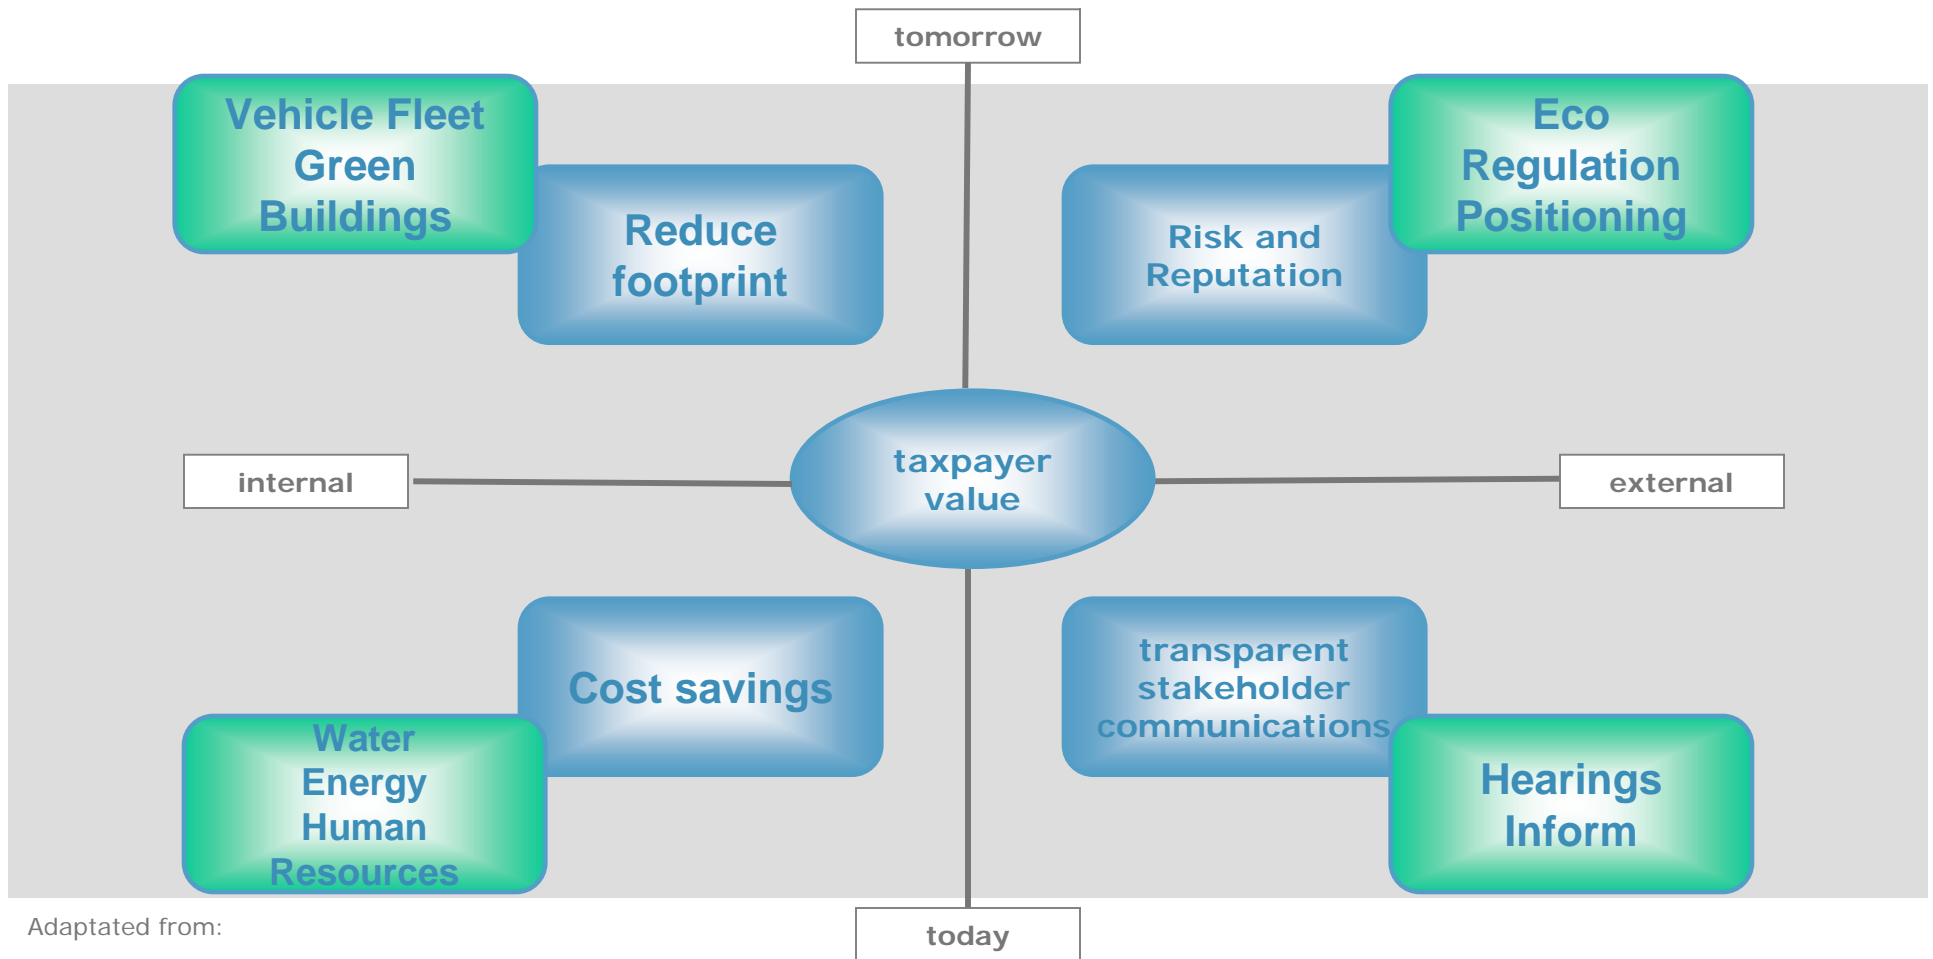 tomorrow
Vehicle Fleet
Green
Buildings
Reduce
footprint
Risk and
Reputation
Eco
Regulation
Positioning
internal
taxpayer
value
external
Cost savings
Water
Energy
Human
Resources
transparent
stakeholder
communications
Hearings
Inform
Adaptated from:
today